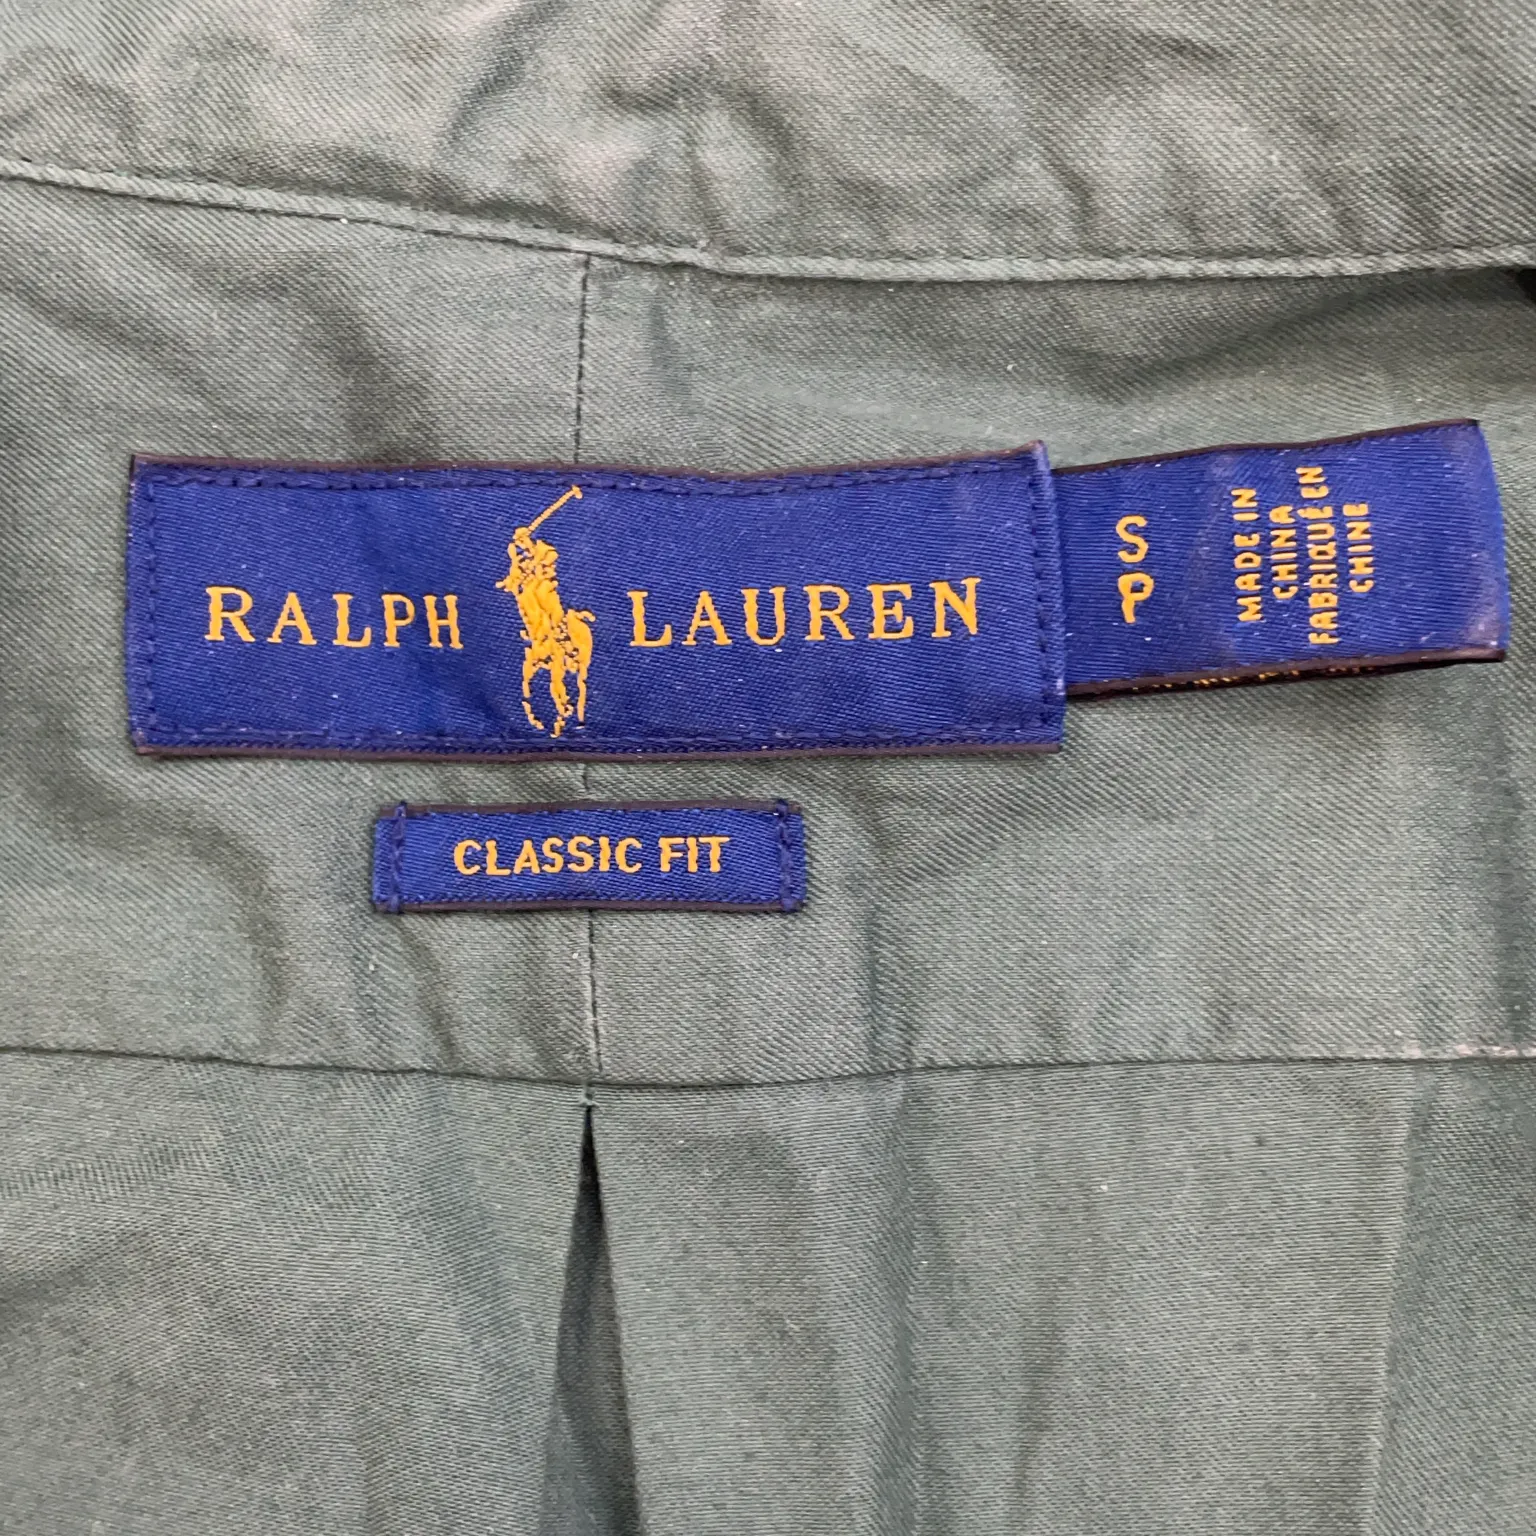 RALPH LAUREN
S
P
MADE IN
CHINA
FABRIQUÉ EN
CHINE
CLASSIC FIT